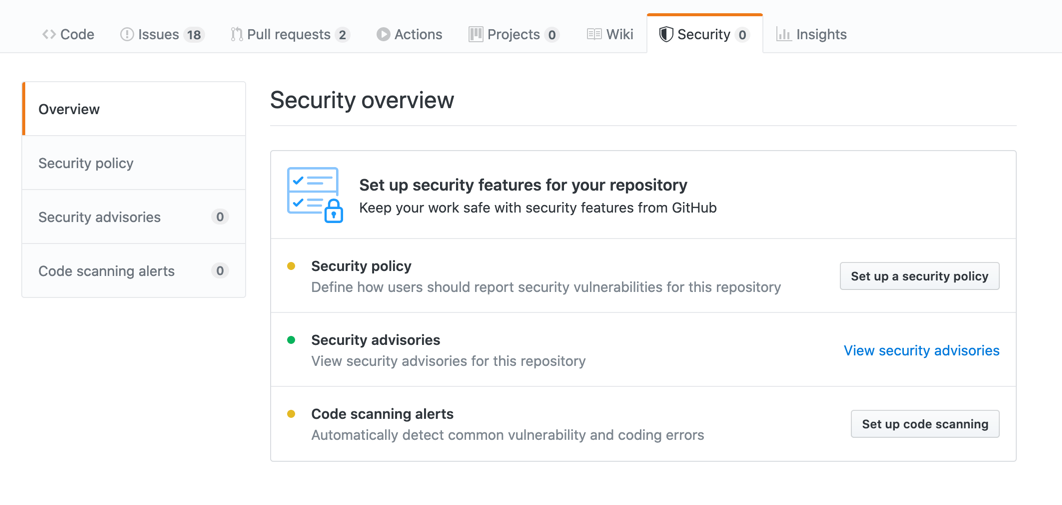 Code Issues 18 Pull requests 2 Actions Projects 0 Wiki Security 0 Insights
Overview
Security policy
Security advisories 0
Code scanning alerts 0
Security overview
Set up security features for your repository
Keep your work safe with security features from GitHub
Security policy
Define how users should report security vulnerabilities for this repository
Set up a security policy
Security advisories
View security advisories for this repository
View security advisories
Code scanning alerts
Automatically detect common vulnerability and coding errors
Set up code scanning